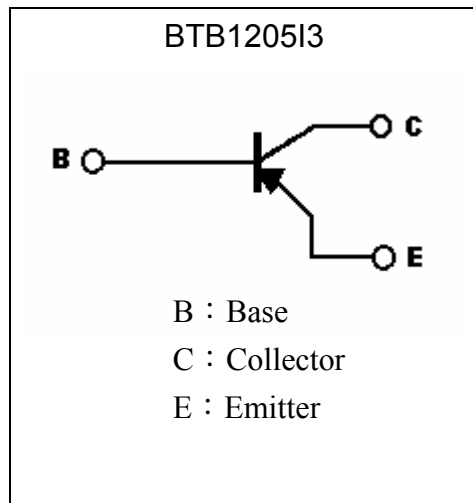 BTB1205I3
C
B
E
B：Base
C：Collector
E：Emitter